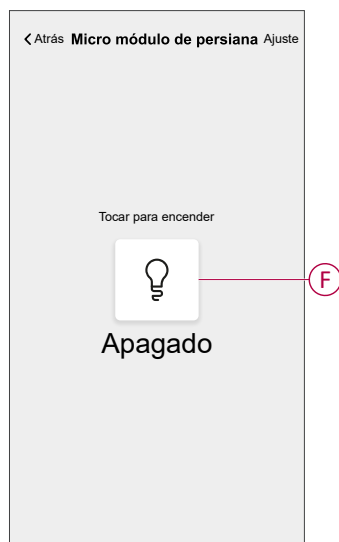 Atrás Micro módulo de persiana Ajuste
Tocar para encender
F
Apagado